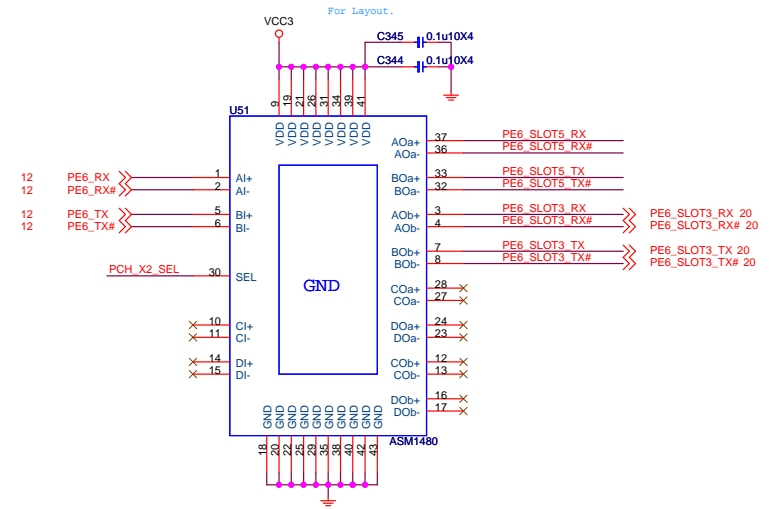 For Layout.
VCC3
C345 0.1u10X4
C344 0.1u10X4
U51
9 19 21 26 31 34 39 41
VDD VDD VDD VDD VDD VDD VDD VDD
AOa+ 37 PE6_SLOT5_RX
AOa- 36 PE6_SLOT5_RX#
12 PE6_RX 1 AI+ BOa+ 33 PE6_SLOT5_TX
12 PE6_RX# 2 AI- BOa- 32 PE6_SLOT5_TX#
12 PE6_TX 5 BI+ AOb+ 3 PE6_SLOT3_RX PE6_SLOT3_RX 20
12 PE6_TX# 6 BI- AOb- 4 PE6_SLOT3_RX# PE6_SLOT3_RX# 20
BOb+ 7 PE6_SLOT3_TX PE6_SLOT3_TX 20
BOb- 8 PE6_SLOT3_TX# PE6_SLOT3_TX# 20
PCH_X2_SEL 30 SEL
GND
COa+ 28
COa- 27
10 CI+ DOa+ 24
11 CI- DOa- 23
14 DI+ COb+ 12
15 DI- COb- 13
DOb+ 16
DOb- 17
GND GND GND GND GND GND GND GND GND GND
18 20 22 25 29 35 38 40 42 43
ASM1480